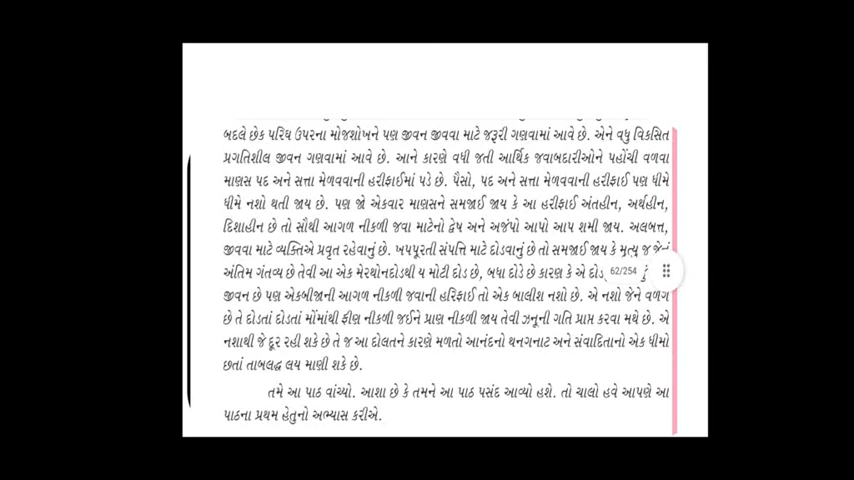 બદલે છેક પરિઘ ઉપરના મોજશોખને પણ જીવન જીવવા માટે જરૂરી ગણવામાં આવે છે. એને વધુ વિકસિત
પ્રગતિશીલ જીવન ગણવામાં આવે છે. આને કારણે વધી જતી આર્થિક જવાબદારીઓને પહોંચી વળવા
માણસ પદ અને સત્તા મેળવવાની હરીફાઈમાં પડે છે. પૈસો, પદ અને સત્તા મેળવવાની હરીફાઈ પણ ધીમે
ધીમે નશો થતી જાય છે. પણ જો એકવાર માણસને સમજાઈ જાય કે આ હરીફાઈ અંતહીન, અર્થહીન,
દિશાહીન છે તો સૌથી આગળ નીકળી જવા માટેનો દ્વેષ અને અજંપો આપો આપ શમી જાય. અલબત્ત,
જીવવા માટે વ્યક્તિએ પ્રવૃત રહેવાનું છે. ખપપૂરતી સંપત્તિ માટે દોડવાનું છે તો સમજાઈ જાય કે મૃત્યુ જ જેનું
અંતિમ ગંતવ્ય છે તેવી આ એક મેરથોનદોડથી ય મોટી દોડ છે, બધા દોડે છે કારણ કે એ દોડ
62/254
જીવન છે પણ એકબીજાની આગળ નીકળી જવાની હરિફાઈ તો એક બાલીશ નશો છે. એ નશો જેને વળગે
છે તે દોડતાં દોડતાં મોંમાંથી ફીણ નીકળી જઈને પ્રાણ નીકળી જાય તેવી ઝનૂની ગતિ પ્રાપ્ત કરવા મથે છે. એ
નશાથી જે દૂર રહી શકે છે તે જ આ દોલતને કારણે મળતો આનંદનો થનગનાટ અને સંવાદિતાનો એક ધીમો
છતાં તાબલદ્ધ લય માણી શકે છે.
તમે આ પાઠ વાંચ્યો. આશા છે કે તમને આ પાઠ પસંદ આવ્યો હશે. તો ચાલો હવે આપણે આ
પાઠના પ્રથમ હેતુનો અભ્યાસ કરીએ.